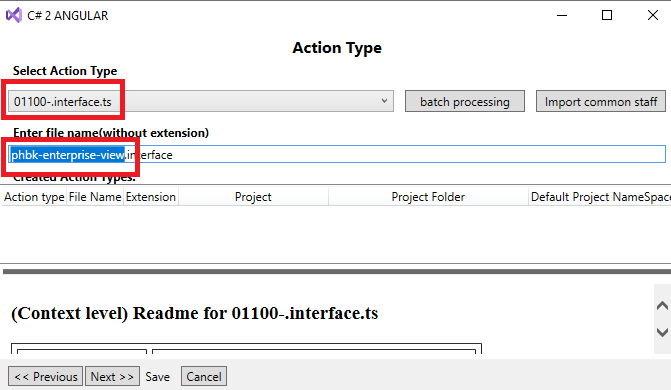 C# 2 ANGULAR
Action Type
Select Action Type
01100-.interface.ts
batch processing
Import common staff
Enter file name(without extension)
phbk-enterprise-view.interface
Created Action Types:
Action type File Name Extension Project Project Folder Default Project NameSpace
(Context level) Readme for 01100-.interface.ts
<< Previous Next >> Save Cancel